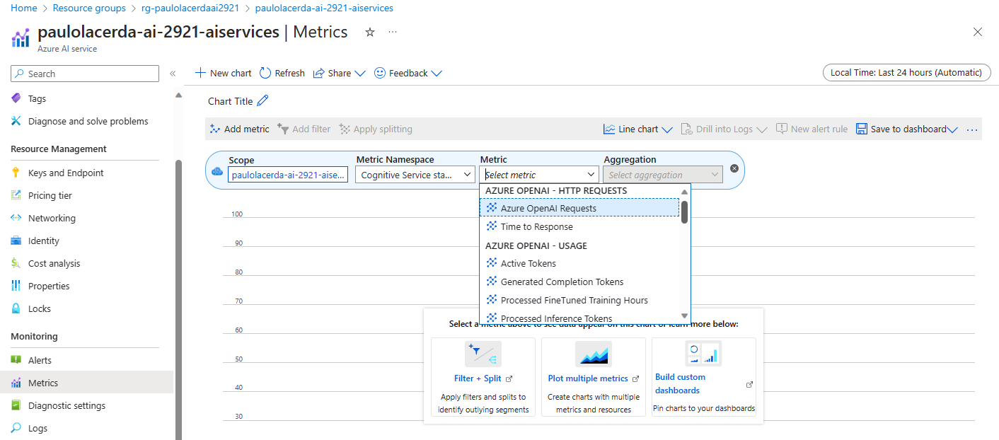 Home > Resource groups > rg-paulolacerdaai2921 > paulolacerda-ai-2921-aiservices
paulolacerda-ai-2921-aiservices | Metrics
Azure AI service
Search
Tags
Diagnose and solve problems
Resource Management
Keys and Endpoint
Pricing tier
Networking
Identity
Cost analysis
Properties
Locks
Monitoring
Alerts
Metrics
Diagnostic settings
Logs
New chart Refresh Share Feedback
Local Time: Last 24 hours (Automatic)
Chart Title
Add metric Add filter Apply splitting
Line chart Drill into Logs New alert rule Save to dashboard
Scope Metric Namespace Metric Aggregation
paulolacerda-ai-2921-aise... Cognitive Service sta... Select metric Select aggregation
AZURE OPENAI - HTTP REQUESTS
Azure OpenAI Requests
Time to Response
AZURE OPENAI - USAGE
Active Tokens
Generated Completion Tokens
Processed FineTuned Training Hours
Processed Inference Tokens
100
90
80
70
60
50
40
30
Select a metric above to see data appear on this chart or learn more below:
Filter + Split
Apply filters and splits to
identify outlying segments
Plot multiple metrics
Create charts with multiple
metrics and resources
Build custom
dashboards
Pin charts to your dashboards